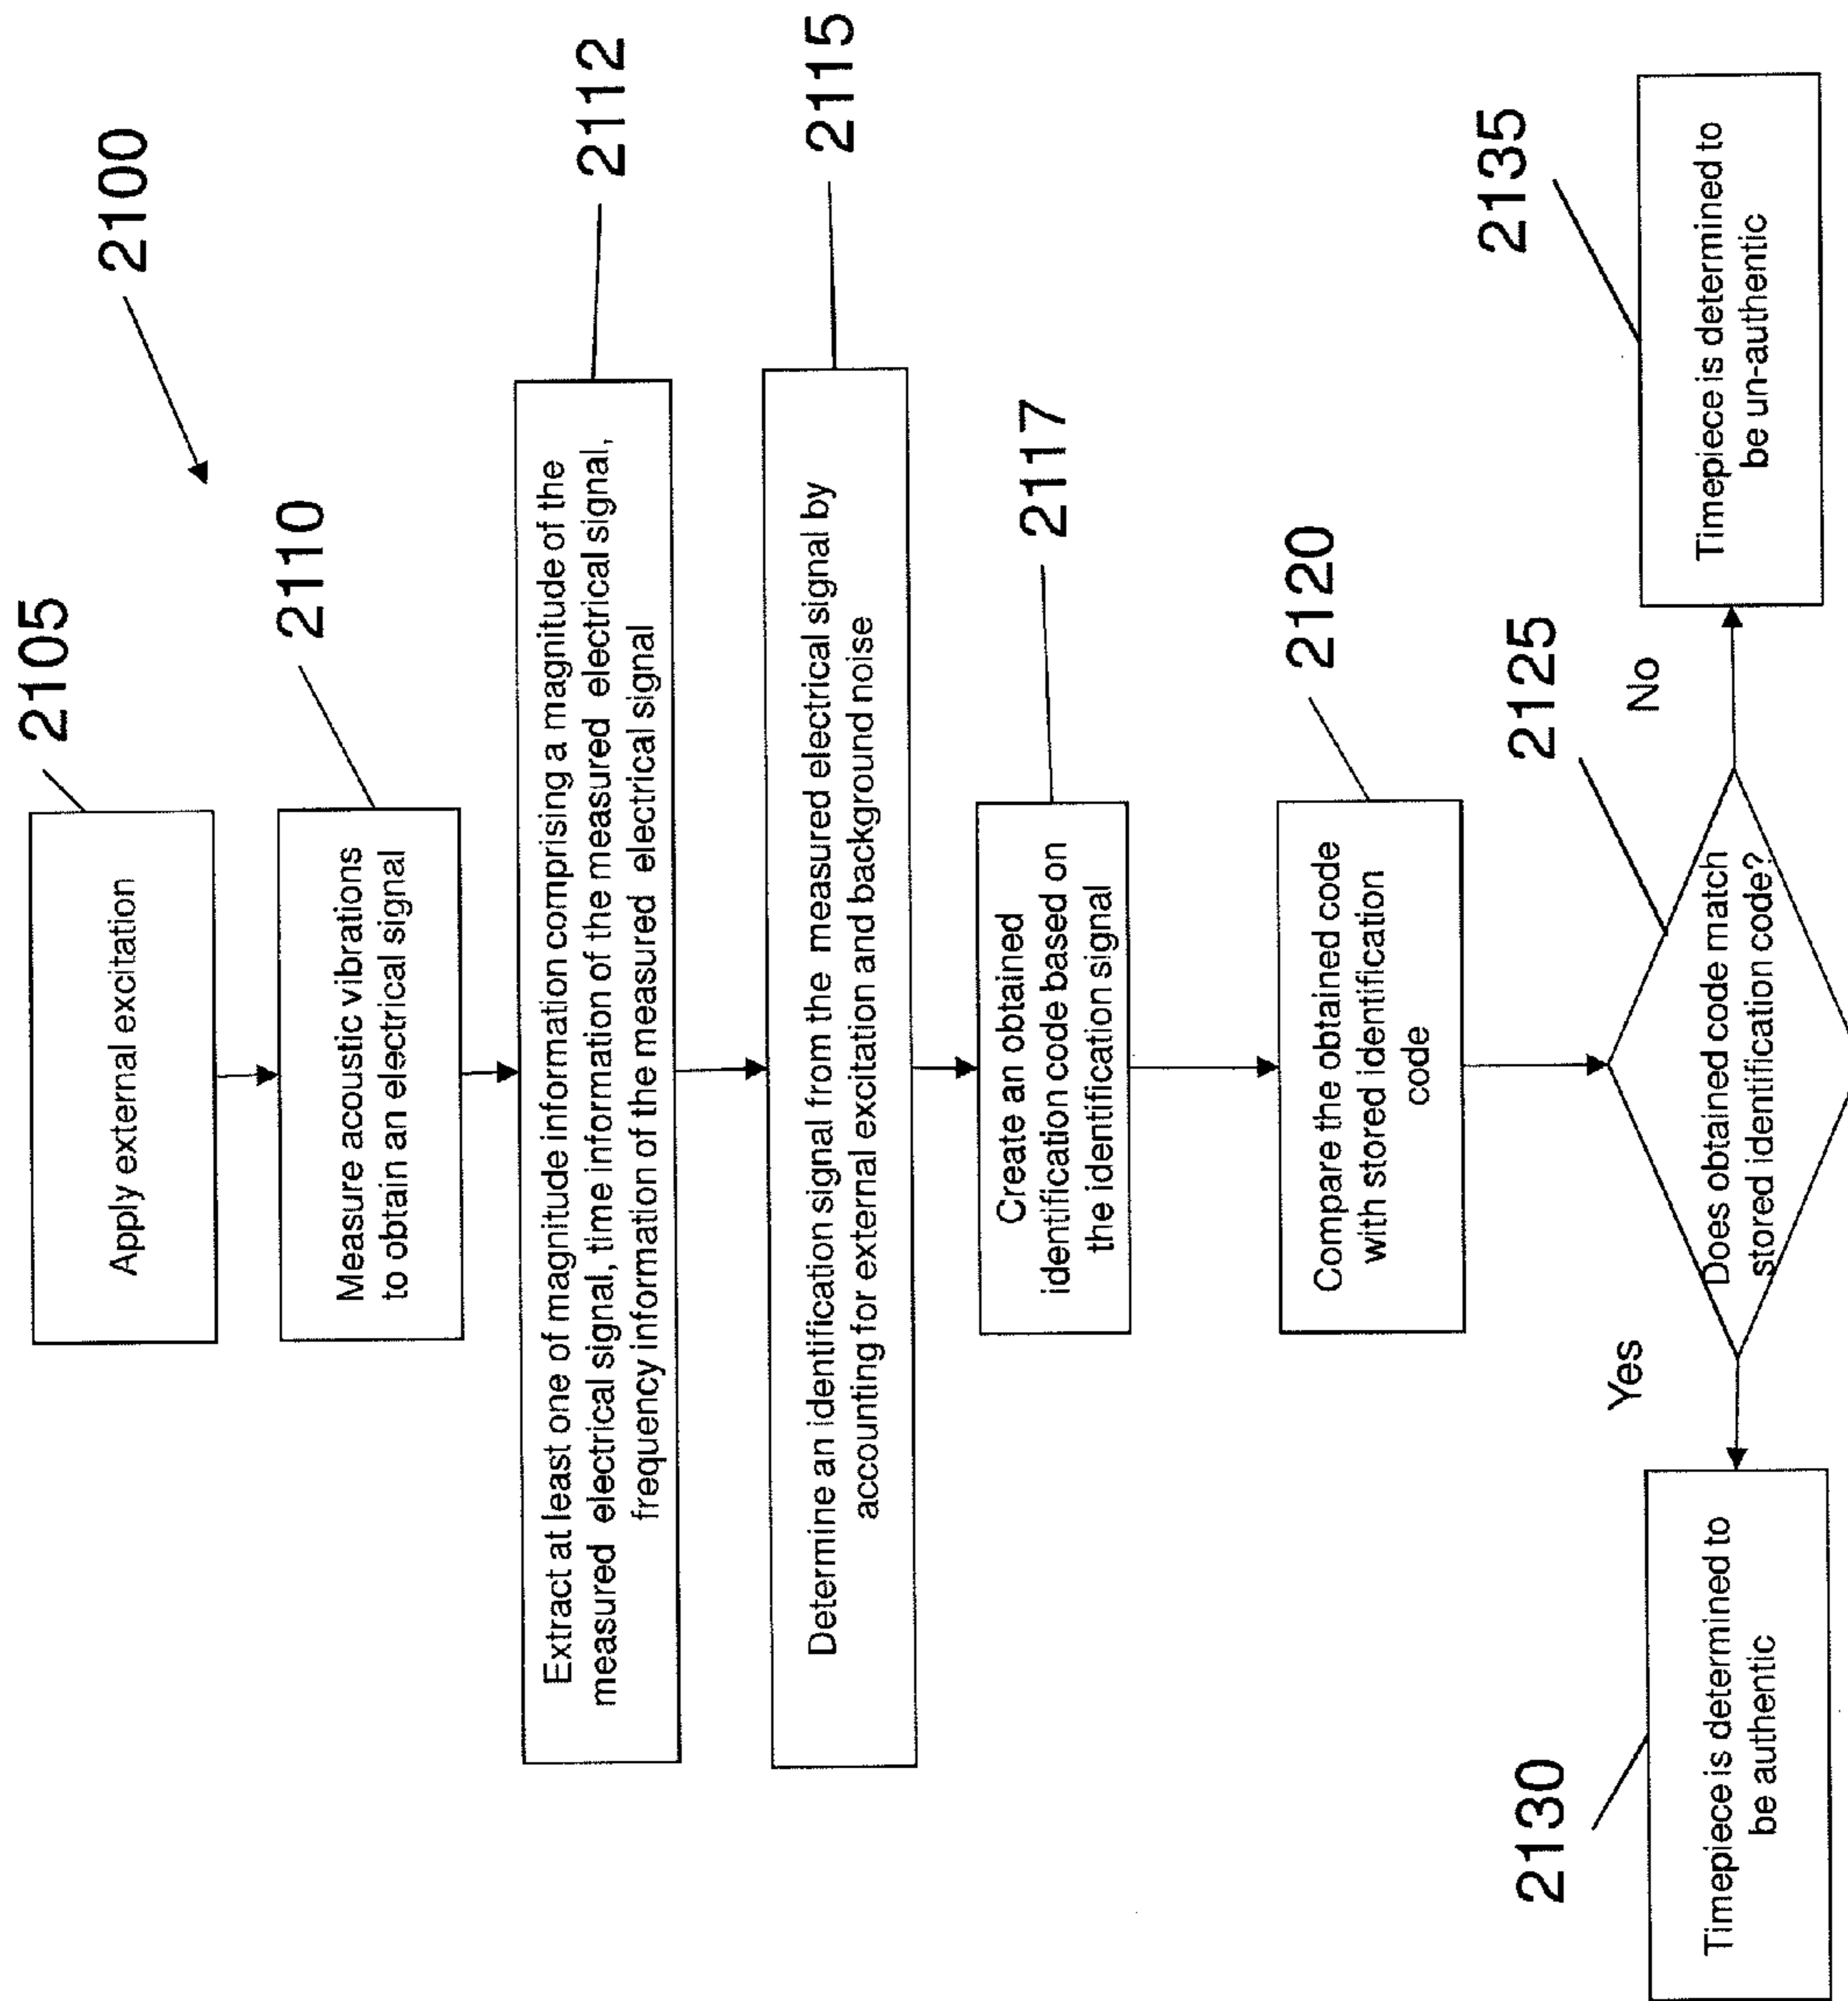 2100
2105
Apply external excitation
2110
Measure acoustic vibrations
to obtain an electrical signal
2112
Extract at least one of magnitude information comprising a magnitude of the
measured electrical signal, time information of the measured electrical signal,
frequency information of the measured electrical signal
2115
Determine an identification signal from the measured electrical signal by
accounting for external excitation and background noise
2117
Create an obtained
identification code based on
the identification signal
2120
Compare the obtained code
with stored identification
code
2125
Does obtained code match
stored identification code?
Yes
No
2130
Timepiece is determined to
be authentic
2135
Timepiece is determined to
be un-authentic